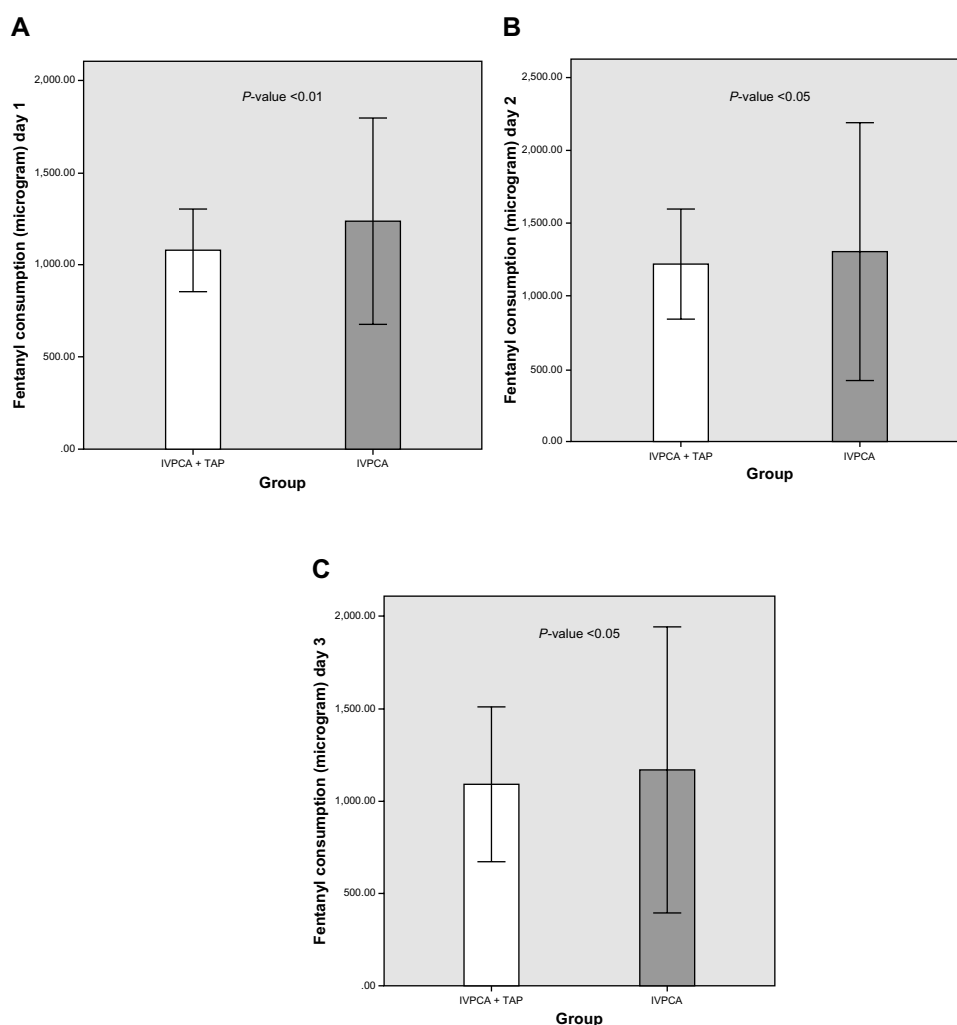 A
Fentanyl consumption (microgram) day 1
2,000.00
1,500.00
1,000.00
500.00
.00
P-value <0.01
IVPCA + TAP
IVPCA
Group
B
Fentanyl consumption (microgram) day 2
2,500.00
2,000.00
1,500.00
1,000.00
500.00
0.00
P-value <0.05
IVPCA + TAP
IVPCA
Group
C
Fentanyl consumption (microgram) day 3
2,000.00
1,500.00
1,000.00
500.00
.00
P-value <0.05
IVPCA + TAP
IVPCA
Group